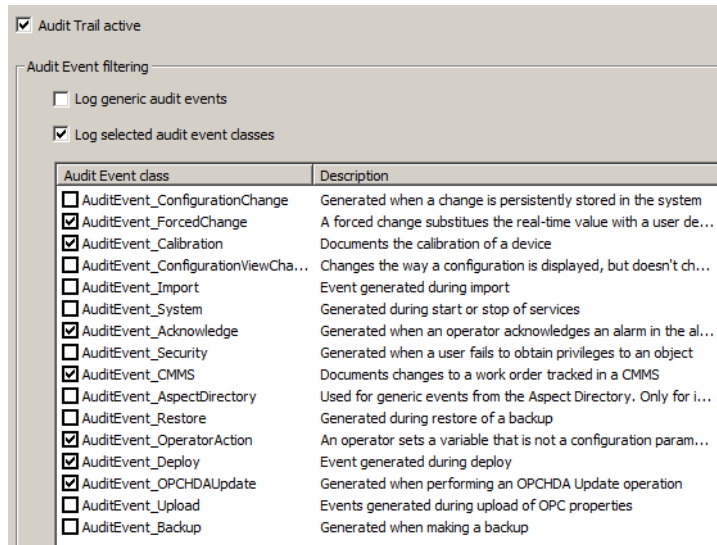 Audit Trail active
Audit Event filtering
Log generic audit events
Log selected audit event classes
Audit Event class Description
AuditEvent_ConfigurationChange Generated when a change is persistently stored in the system
AuditEvent_ForcedChange A forced change substitues the real-time value with a user de...
AuditEvent_Calibration Documents the calibration of a device
AuditEvent_ConfigurationViewCha... Changes the way a configuration is displayed, but doesn't ch...
AuditEvent_Import Event generated during import
AuditEvent_System Generated during start or stop of services
AuditEvent_Acknowledge Generated when an operator acknowledges an alarm in the al...
AuditEvent_Security Generated when a user fails to obtain privileges to an object
AuditEvent_CMMS Documents changes to a work order tracked in a CMMS
AuditEvent_AspectDirectory Used for generic events from the Aspect Directory. Only for i...
AuditEvent_Restore Generated during restore of a backup
AuditEvent_OperatorAction An operator sets a variable that is not a configuration param...
AuditEvent_Deploy Event generated during deploy
AuditEvent_OPCHDAUpdate Generated when performing an OPCHDA Update operation
AuditEvent_Upload Events generated during upload of OPC properties
AuditEvent_Backup Generated when making a backup